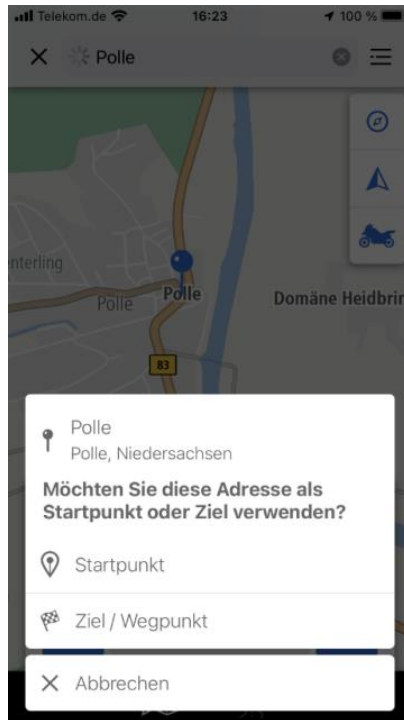 Telekom.de 16:23 100 %
Polle
nterling
Polle
Polle
Domäne Heidbrin
83
Polle
Polle, Niedersachsen
Möchten Sie diese Adresse als
Startpunkt oder Ziel verwenden?
Startpunkt
Ziel / Wegpunkt
Abbrechen